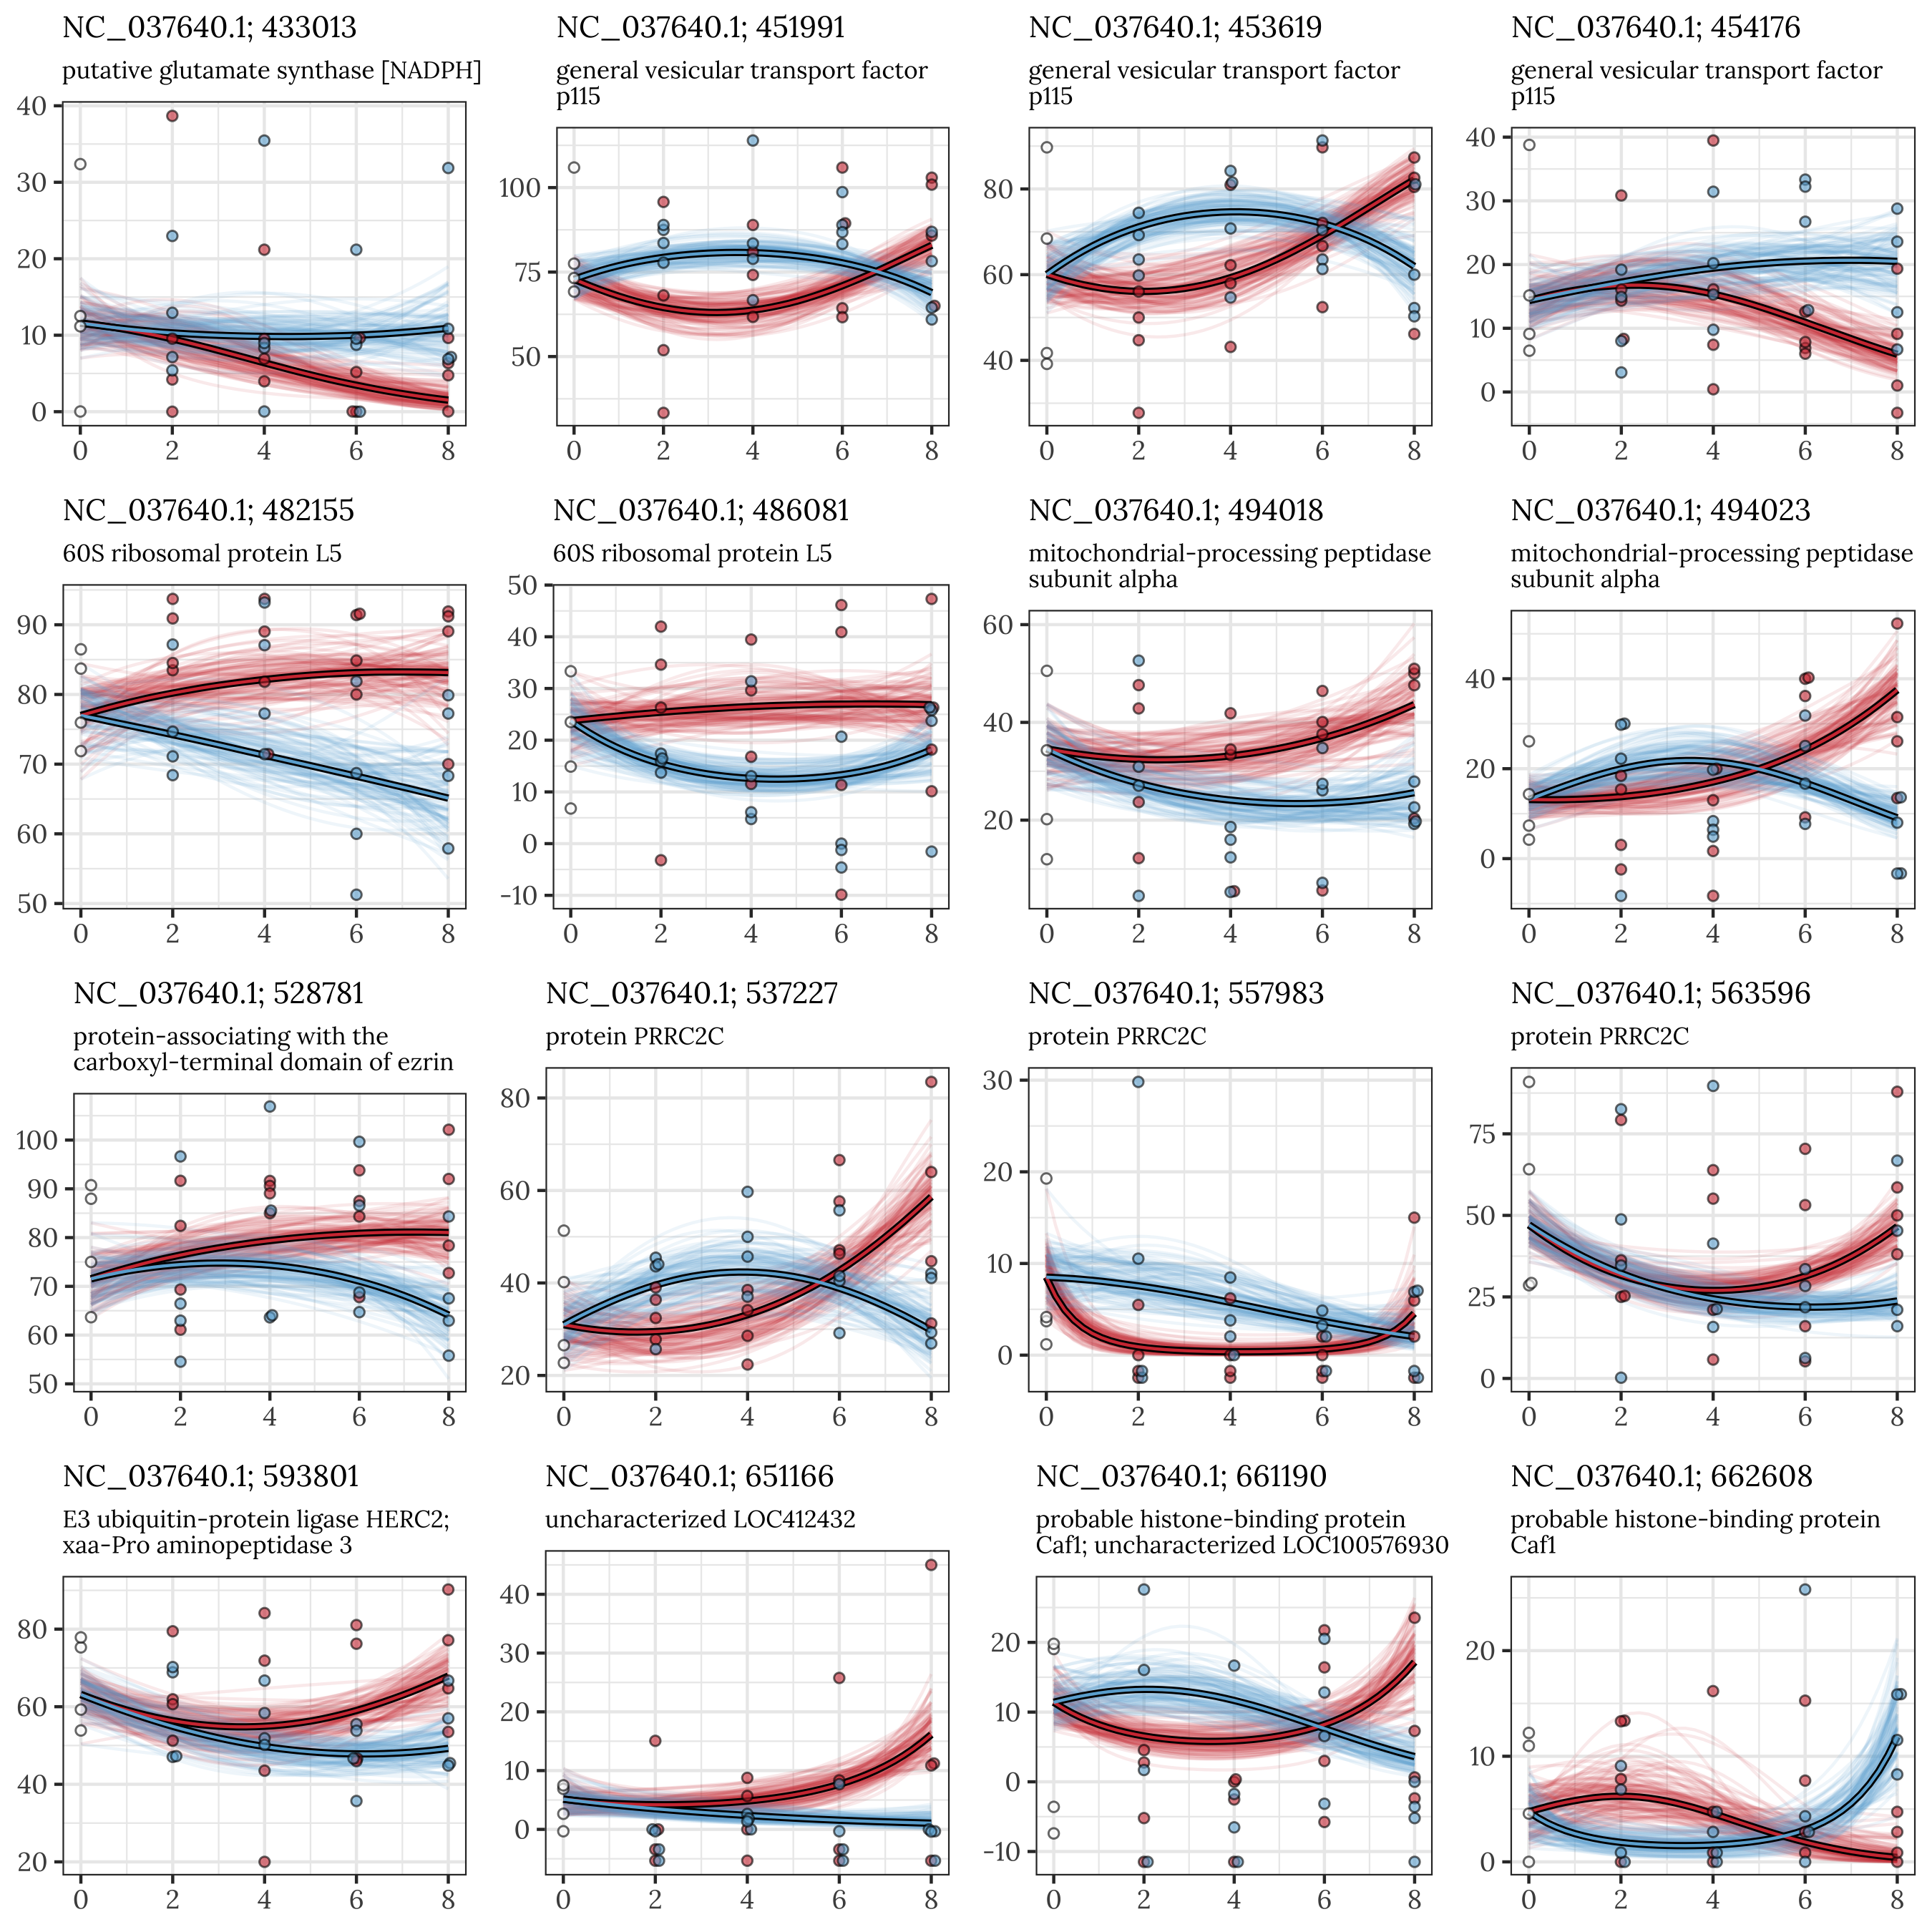 NC_037640.1; 433013
putative glutamate synthase [NADPH]
40
30
20
10
0
0 2 4 6 8
NC_037640.1; 451991
general vesicular transport factor
p115
100
75
50
0 2 4 6 8
NC_037640.1; 453619
general vesicular transport factor
p115
80
60
40
0 2 4 6 8
NC_037640.1; 454176
general vesicular transport factor
p115
40
30
20
10
0
0 2 4 6 8
NC_037640.1; 482155
60S ribosomal protein L5
90
80
70
60
50
0 2 4 6 8
NC_037640.1; 486081
60S ribosomal protein L5
50
40
30
20
10
0
-10
0 2 4 6 8
NC_037640.1; 494018
mitochondrial-processing peptidase
subunit alpha
60
40
20
0 2 4 6 8
NC_037640.1; 494023
mitochondrial-processing peptidase
subunit alpha
40
20
0
0 2 4 6 8
NC_037640.1; 528781
protein-associating with the
carboxyl-terminal domain of ezrin
100
90
80
70
60
50
0 2 4 6 8
NC_037640.1; 537227
protein PRRC2C
80
60
40
20
0 2 4 6 8
NC_037640.1; 557983
protein PRRC2C
30
20
10
0
0 2 4 6 8
NC_037640.1; 563596
protein PRRC2C
75
50
25
0
0 2 4 6 8
NC_037640.1; 593801
E3 ubiquitin-protein ligase HERC2;
xaa-Pro aminopeptidase 3
80
60
40
20
0 2 4 6 8
NC_037640.1; 651166
uncharacterized LOC412432
40
30
20
10
0
0 2 4 6 8
NC_037640.1; 661190
probable histone-binding protein
Caf1; uncharacterized LOC100576930
20
10
0
-10
0 2 4 6 8
NC_037640.1; 662608
probable histone-binding protein
Caf1
20
10
0
0 2 4 6 8